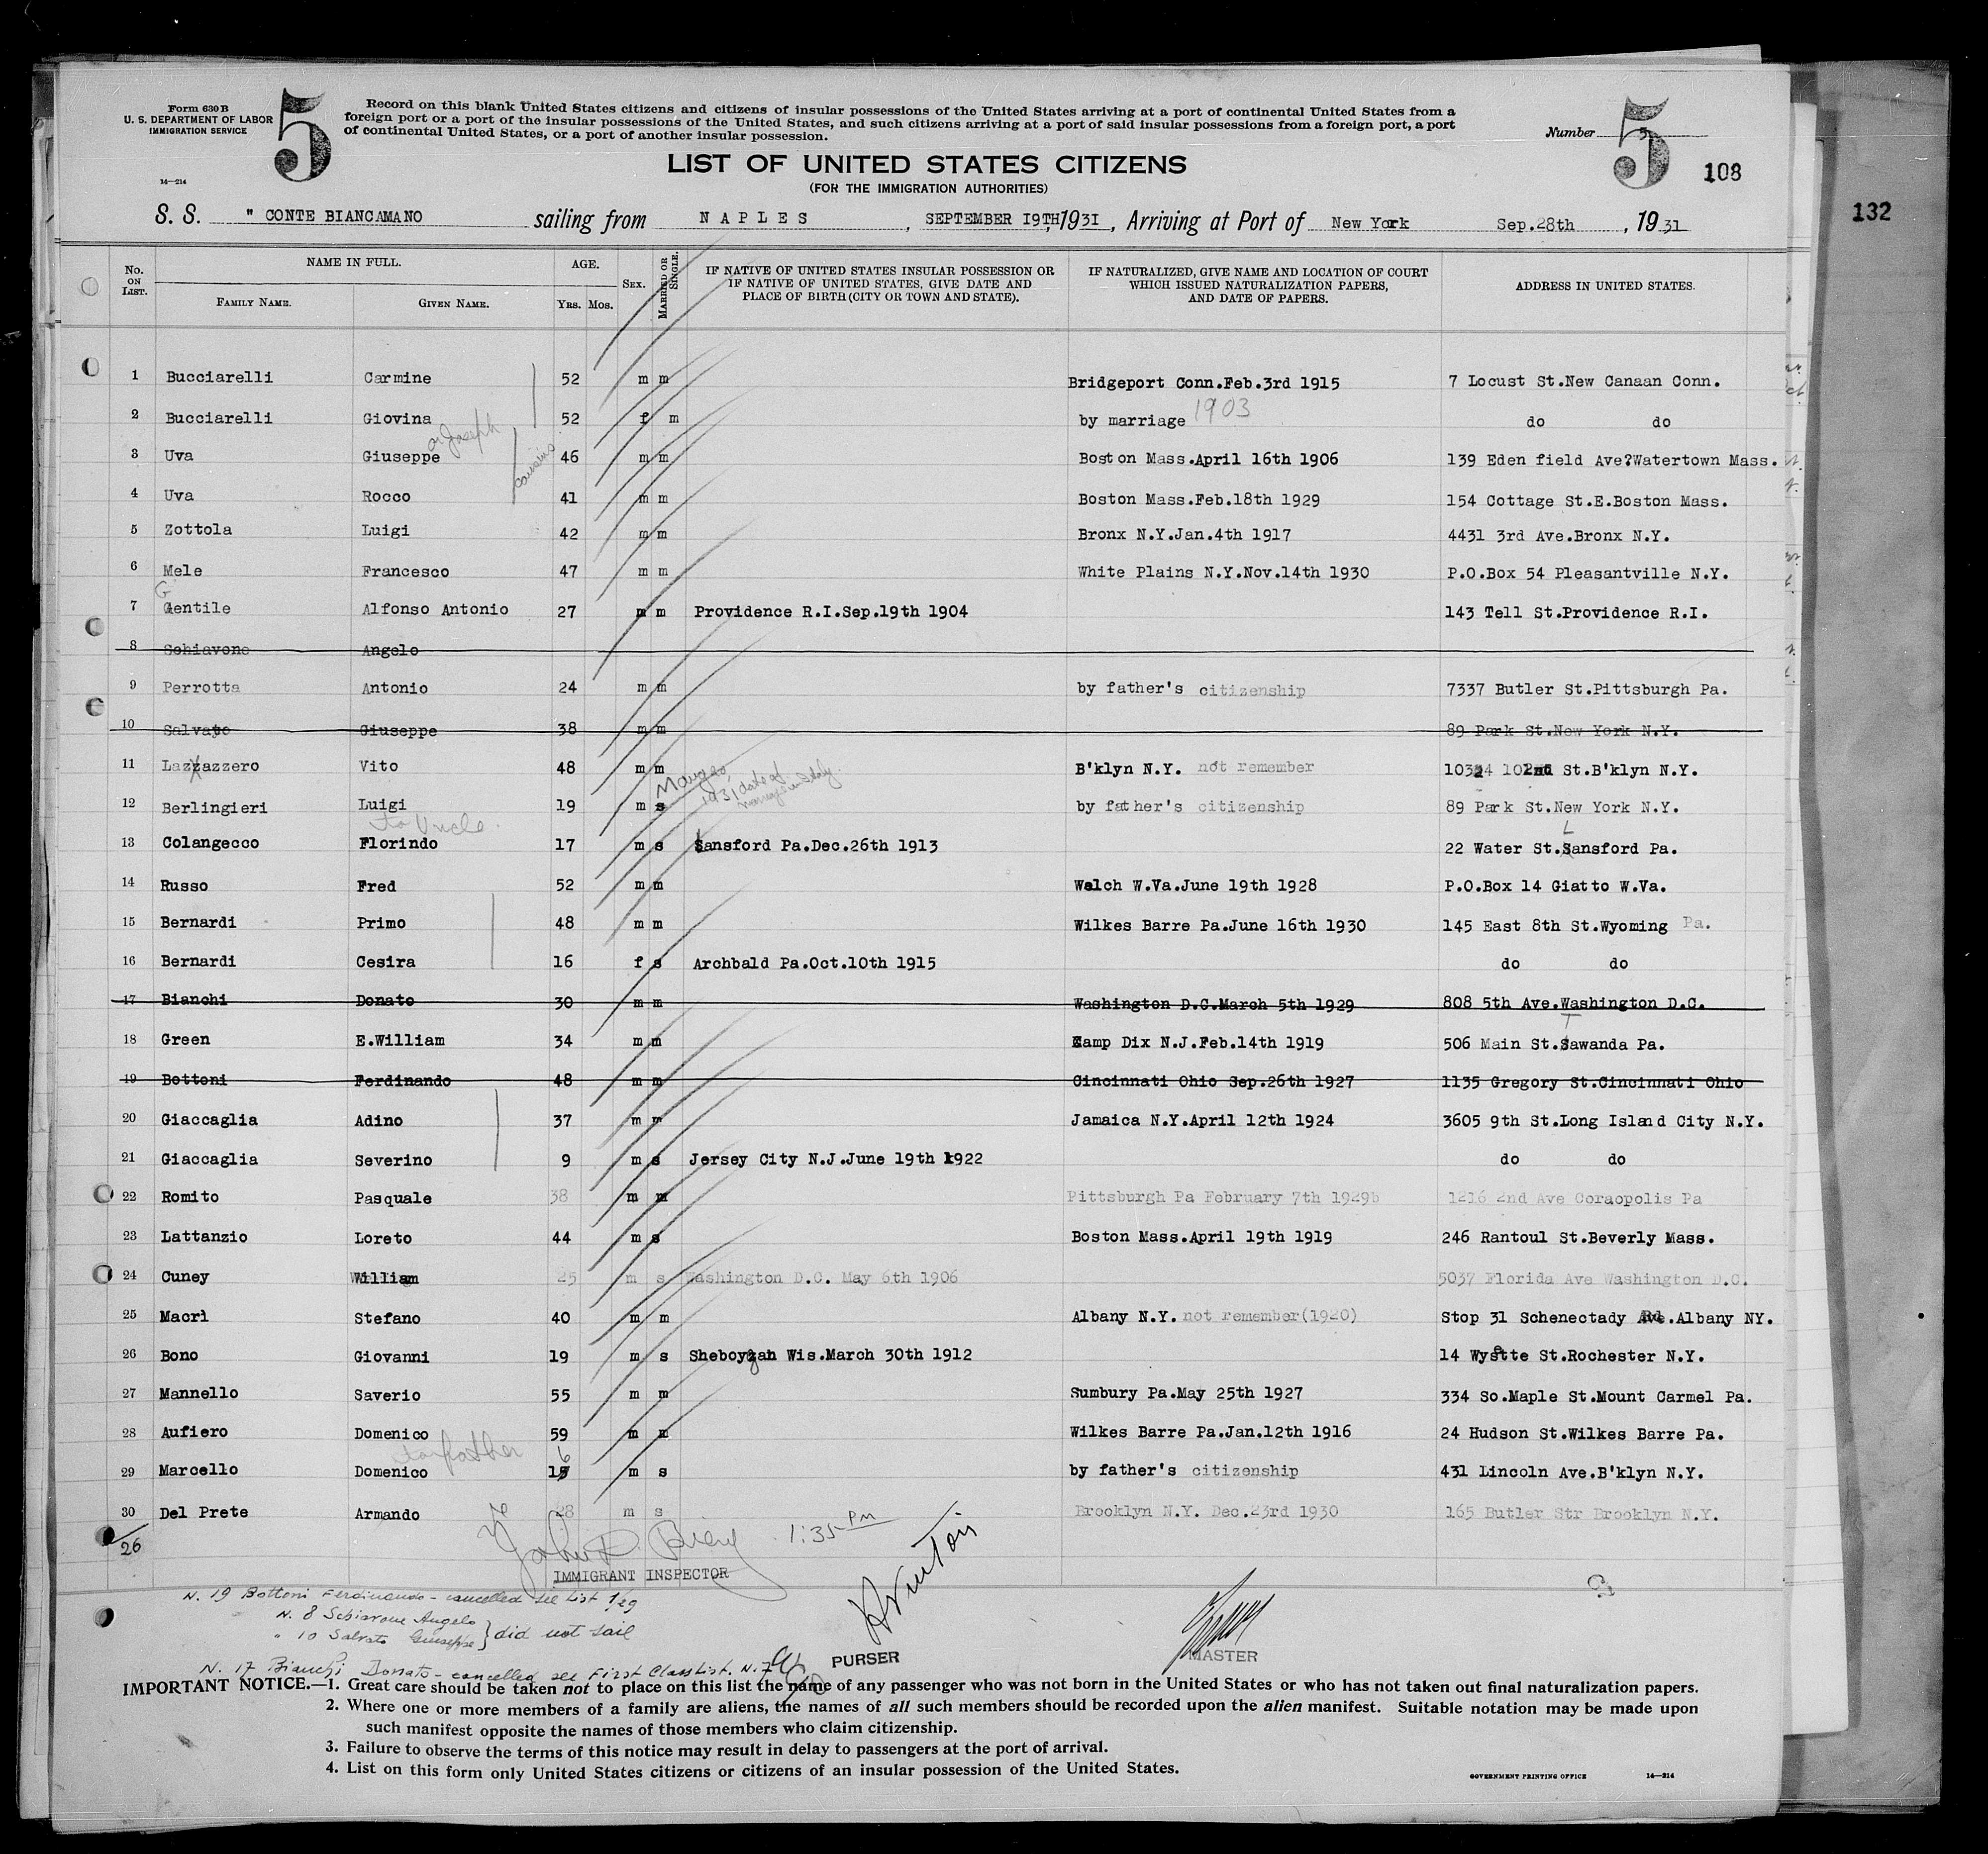 Form 630 B
U. S. DEPARTMENT OF LABOR
IMMIGRATION SERVICE
14—214
5
Record on this blank United States citizens and citizens of insular possessions of the United States arriving at a port of continental United States from a
foreign port or a port of the insular possessions of the United States, and such citizens arriving at a port of said insular possessions from a foreign port, a port
of continental United States, or a port of another insular possession.
Number 5
5
108
132
LIST OF UNITED STATES CITIZENS
(FOR THE IMMIGRATION AUTHORITIES)
S. S. " CONTE BIANCAMANO sailing from NAPLES , SEPTEMBER 19TH, 1931 , Arriving at Port of New York Sep.28th , 1931
No. ON LIST. NAME IN FULL. FAMILY NAME. GIVEN NAME. AGE. YRS. MOS. SEX. MARRIED OR SINGLE. IF NATIVE OF UNITED STATES INSULAR POSSESSION OR IF NATIVE OF UNITED STATES, GIVE DATE AND PLACE OF BIRTH (CITY OR TOWN AND STATE). IF NATURALIZED, GIVE NAME AND LOCATION OF COURT WHICH ISSUED NATURALIZATION PAPERS, AND DATE OF PAPERS. ADDRESS IN UNITED STATES.
1 Bucciarelli Carmine 52 m m Bridgeport Conn.Feb.3rd 1915 7 Locust St.New Canaan Conn.
2 Bucciarelli Giovina 52 f m by marriage 1903 do do
3 Uva Giuseppe or Joseph cousins 46 m m Boston Mass.April 16th 1906 139 Eden field Ave?Watertown Mass.
4 Uva Rocco 41 m m Boston Mass.Feb.18th 1929 154 Cottage St.E.Boston Mass.
5 Zottola Luigi 42 m m Bronx N.Y.Jan.4th 1917 4431 3rd Ave.Bronx N.Y.
6 Mele Francesco 47 m m White Plains N.Y.Nov.14th 1930 P.O.Box 54 Pleasantville N.Y.
G
7 Gentile Alfonso Antonio 27 m m Providence R.I.Sep.19th 1904 143 Tell St.Providence R.I.
8 Schiavone Angelo
9 Perrotta Antonio 24 m m by father's citizenship 7337 Butler St.Pittsburgh Pa.
10 Salvato Giuseppe 38 m m 89 Park St.New York N.Y.
11 Lazzazzero Vito 48 m m B'klyn N.Y. not remember 10324 102nd St.B'klyn N.Y.
12 Berlingieri Luigi 19 m s 1931 date of by father's citizenship 89 Park St.New York N.Y.
to Uncle
13 Colangecco Florindo 17 m s Lansford Pa.Dec.26th 1913 22 Water St.Lansford Pa.
14 Russo Fred 52 m m Welch W.Va.June 19th 1928 P.O.Box 14 Giatto W.Va.
15 Bernardi Primo 48 m m Wilkes Barre Pa.June 16th 1930 145 East 8th St.Wyoming Pa.
16 Bernardi Cesira 16 f s Archbald Pa.Oct.10th 1915 do do
17 Bianchi Donato 30 m m Washington D.C.March 5th 1929 808 5th Ave.Washington D.C.
18 Green E.William 34 m m Camp Dix N.J.Feb.14th 1919 506 Main St.Tawanda Pa.
19 Bottoni Ferdinando 48 m m Cincinnati Ohio Sep.26th 1927 1135 Gregory St.Cincinnati Ohio
20 Giaccaglia Adino 37 m m Jamaica N.Y.April 12th 1924 3605 9th St.Long Island City N.Y.
21 Giaccaglia Severino 9 m s Jersey City N.J.June 19th 1922 do do
22 Romito Pasquale 38 m m Pittsburgh Pa February 7th 1929b 1216 2nd Ave Coraopolis Pa
23 Lattanzio Loreto 44 m s Boston Mass.April 19th 1919 246 Rantoul St.Beverly Mass.
24 Cuney William 25 m s Washington D.C. May 6th 1906 5037 Florida Ave Washington D.C.
25 Macrì Stefano 40 m m Albany N.Y. not remember(1920) Stop 31 Schenectady Rd.Albany NY.
26 Bono Giovanni 19 m s Sheboygan Wis.March 30th 1912 14 Wyette St.Rochester N.Y.
27 Mannello Saverio 55 m m Sumbury Pa.May 25th 1927 334 So.Maple St.Mount Carmel Pa.
28 Aufiero Domenico 59 m m Wilkes Barre Pa.Jan.12th 1916 24 Hudson St.Wilkes Barre Pa.
to father
29 Marcello Domenico 16 m s by father's citizenship 431 Lincoln Ave.B'klyn N.Y.
30 Del Prete Armando 28 m s Brooklyn N.Y. Dec.23rd 1930 165 Butler Str Brooklyn N.Y.
26
1:35 PM
IMMIGRANT INSPECTOR
N. 19 Bottoni Ferdinando - cancelled see List 1/29
N. 8 Schiavone Angelo
" 10 Salvato Giuseppe } did not sail
N. 17 Bianchi Donato - cancelled see First Class List. N. 7
PURSER
MASTER
IMPORTANT NOTICE.—1. Great care should be taken not to place on this list the name of any passenger who was not born in the United States or who has not taken out final naturalization papers.
2. Where one or more members of a family are aliens, the names of all such members should be recorded upon the alien manifest. Suitable notation may be made upon
such manifest opposite the names of those members who claim citizenship.
3. Failure to observe the terms of this notice may result in delay to passengers at the port of arrival.
4. List on this form only United States citizens or citizens of an insular possession of the United States.
GOVERNMENT PRINTING OFFICE 14—214